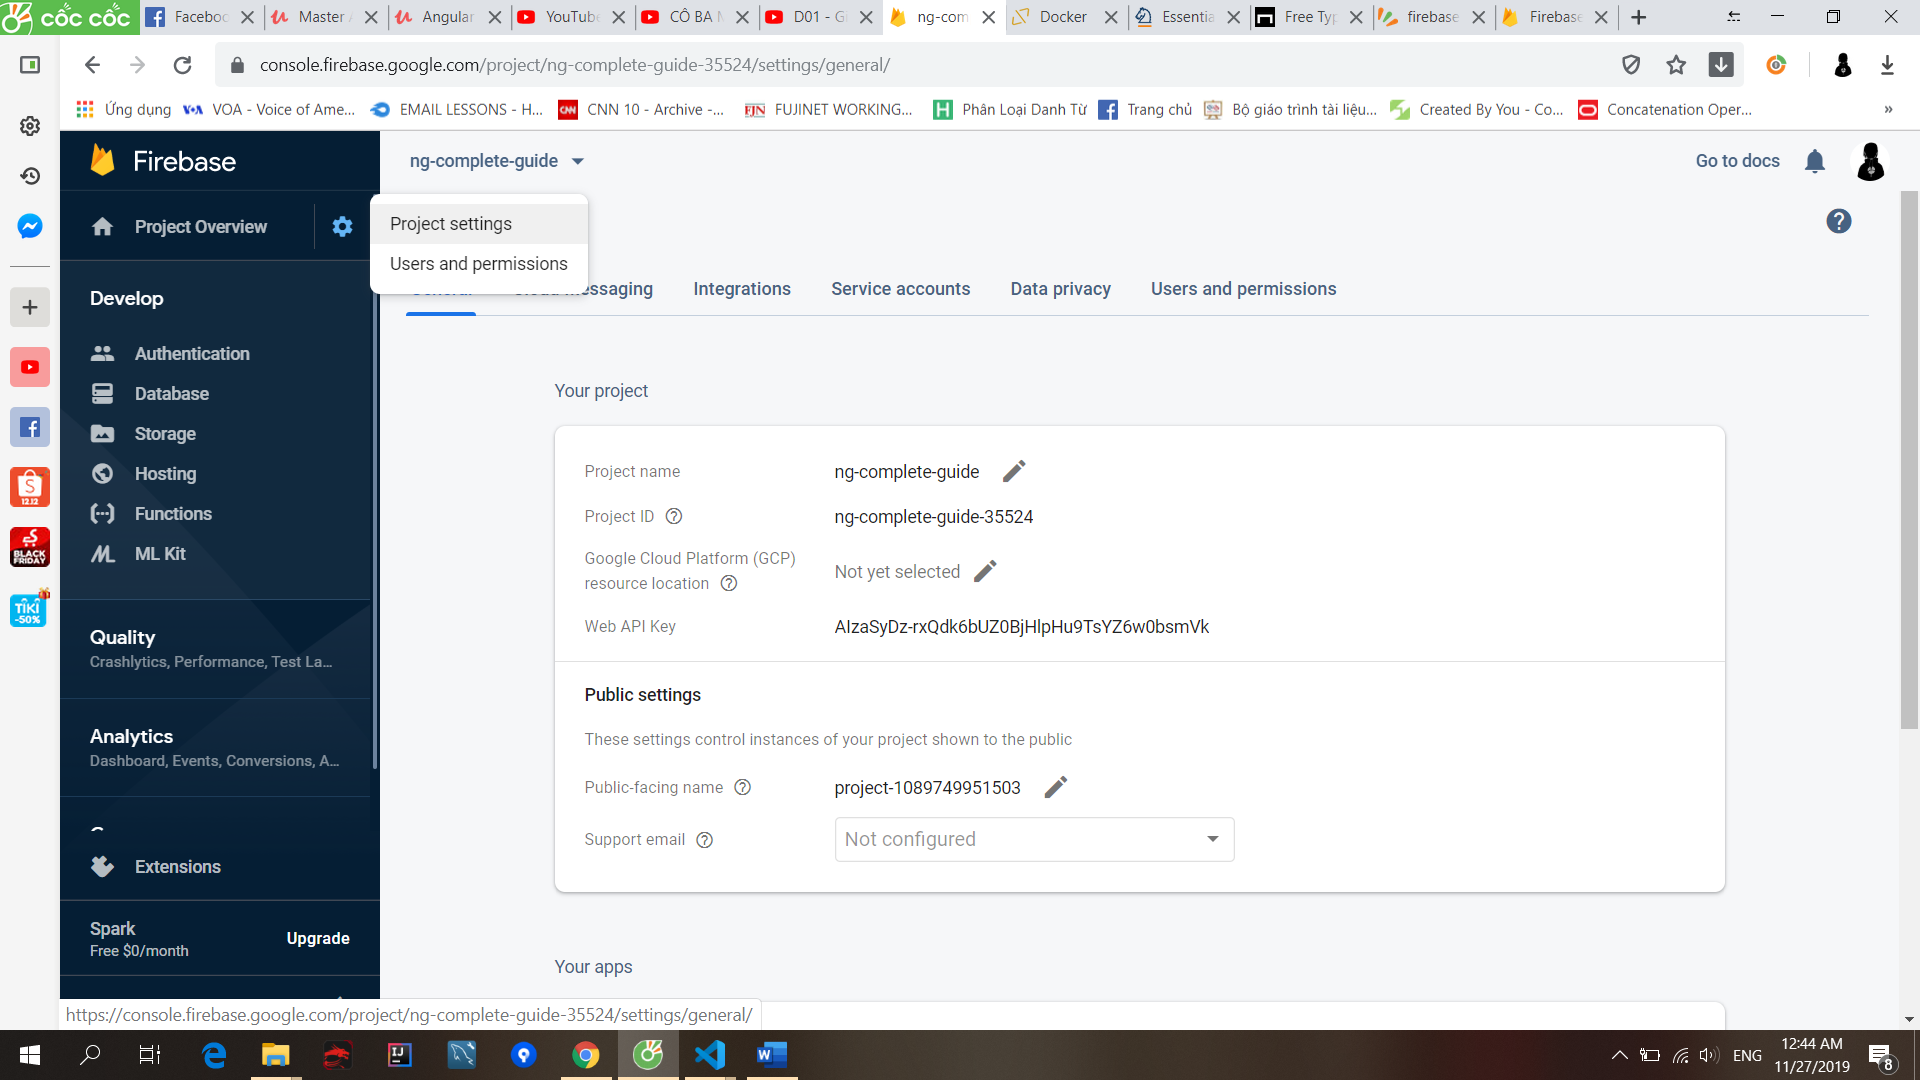 cốc cốc
Faceboo
Master A
Angular
YouTube
CÔ BA M
D01 - Gi
ng-com
Docker
Essentia
Free Typ
firebase
Firebase
console.firebase.google.com/project/ng-complete-guide-35524/settings/general/
Ứng dụng
VOA - Voice of Ame...
EMAIL LESSONS - H...
CNN 10 - Archive -...
FUJINET WORKING...
Phân Loại Danh Từ
Trang chủ
Bộ giáo trình tài liệu...
Created By You - Co...
Concatenation Oper...
»
Firebase
ng-complete-guide
Go to docs
Project Overview
Project settings
Users and permissions
Messaging
Integrations
Service accounts
Data privacy
Users and permissions
Develop
Authentication
Database
Storage
Hosting
Functions
ML Kit
Quality
Crashlytics, Performance, Test La...
Analytics
Dashboard, Events, Conversions, A...
Extensions
Spark
Free $0/month
Upgrade
Your project
Project name
ng-complete-guide
Project ID
ng-complete-guide-35524
Google Cloud Platform (GCP)
resource location
Not yet selected
Web API Key
AIzaSyDz-rxQdk6bUZ0BjHlpHu9TsYZ6w0bsmVk
Public settings
These settings control instances of your project shown to the public
Public-facing name
project-1089749951503
Support email
Not configured
Your apps
12.12
BLACK
FRIDAY
TIKI
-50%
https://console.firebase.google.com/project/ng-complete-guide-35524/settings/general/
ENG
12:44 AM
11/27/2019
8